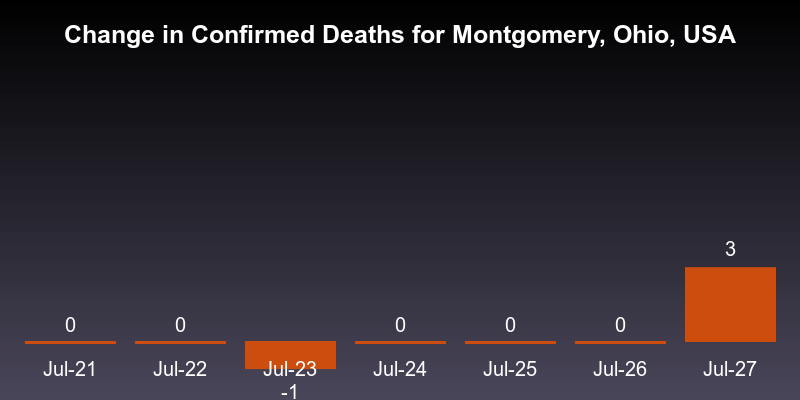 Change in Confirmed Deaths for Montgomery, Ohio, USA
3
0 0 0 0 0
Jul-21 Jul-22 Jul-23 Jul-24 Jul-25 Jul-26 Jul-27
-1